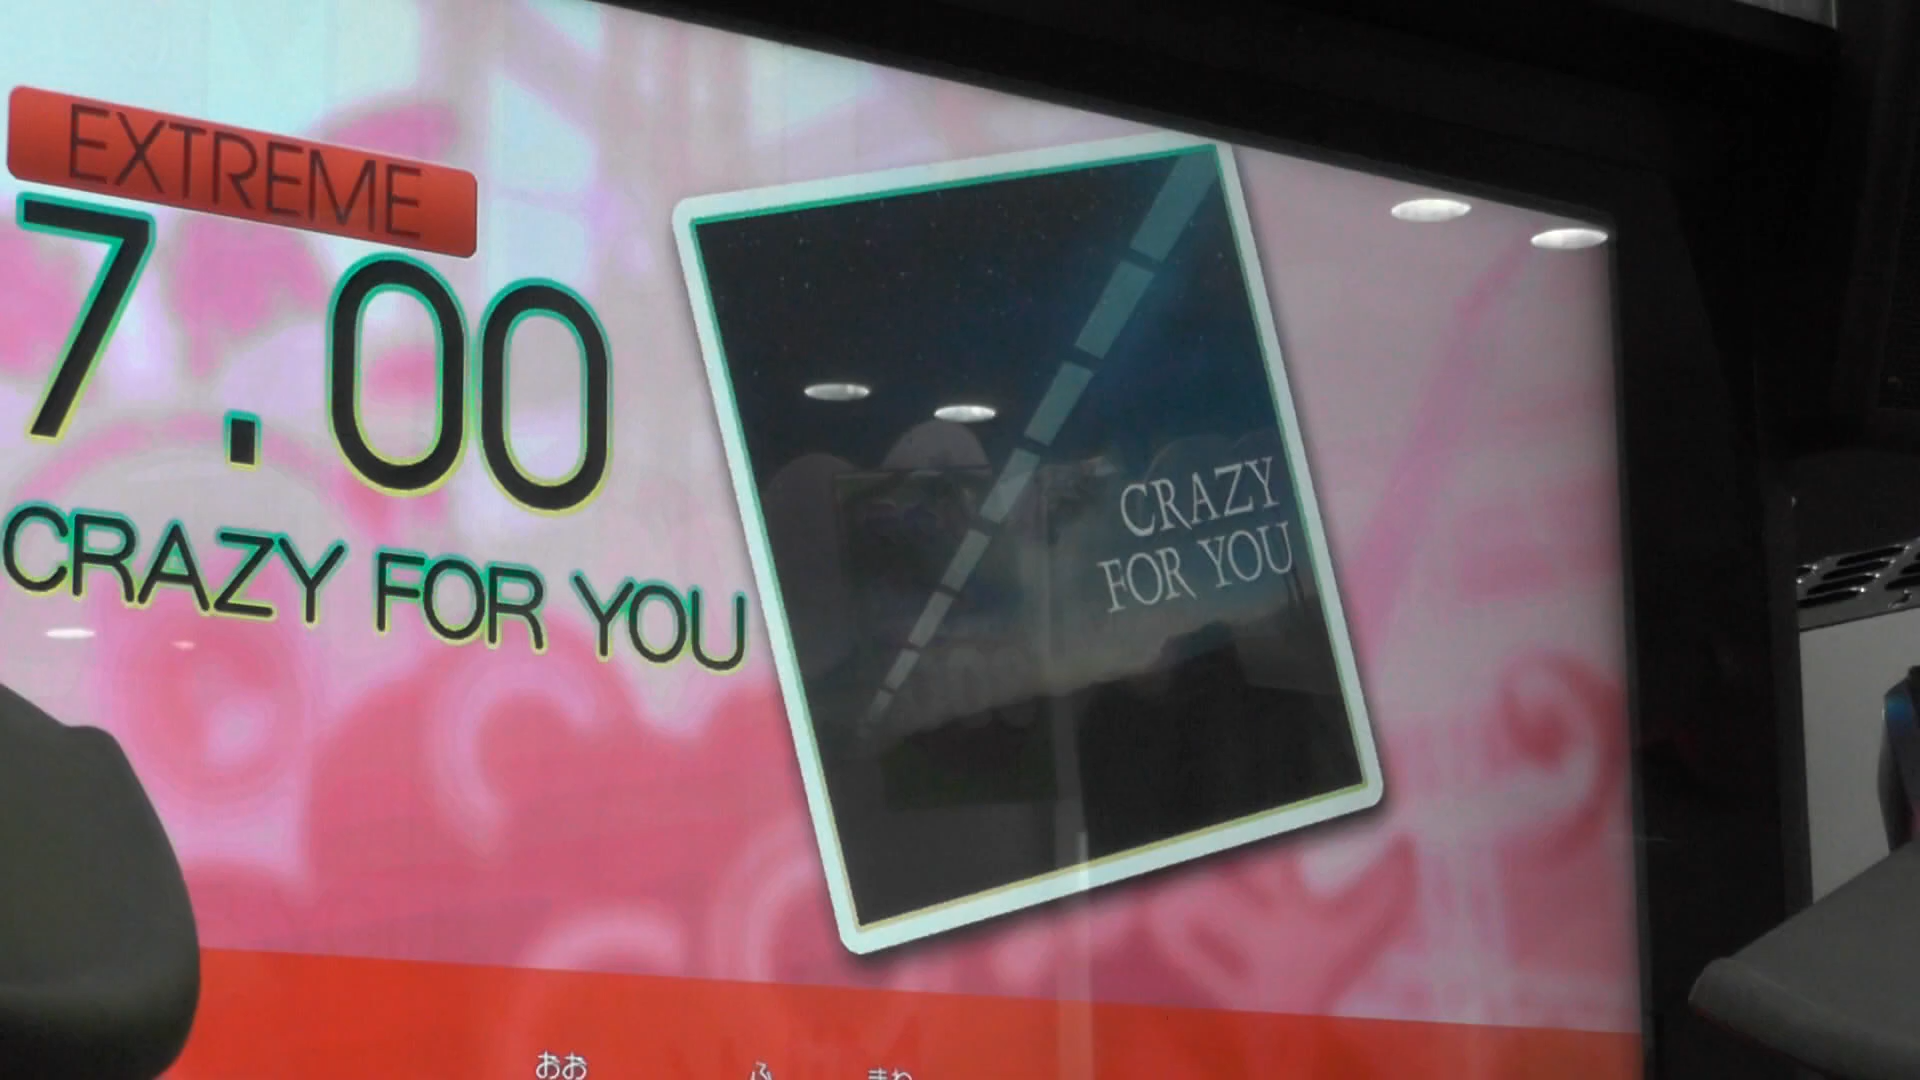 EXTREME
7.00
CRAZY FOR YOU
CRAZY
FOR YOU
おお ふ まわ